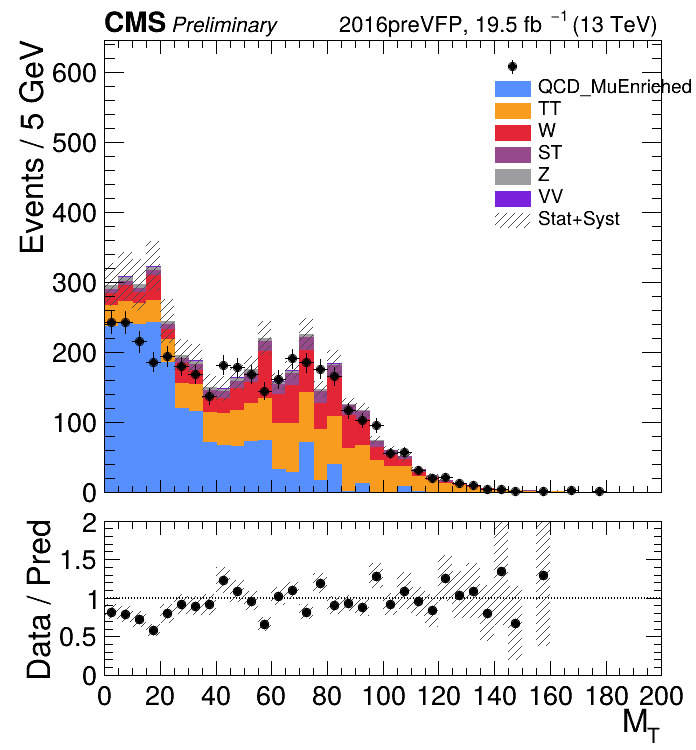 CMS Preliminary 2016preVFP, 19.5 fb ⁻¹ (13 TeV)
Events / 5 GeV
600
500
400
300
200
100
0
QCD_MuEnriched
TT
W
ST
Z
VV
Stat+Syst
Data / Pred
2
1.5
1
0.5
0
0 20 40 60 80 100 120 140 160 180 200
M_T